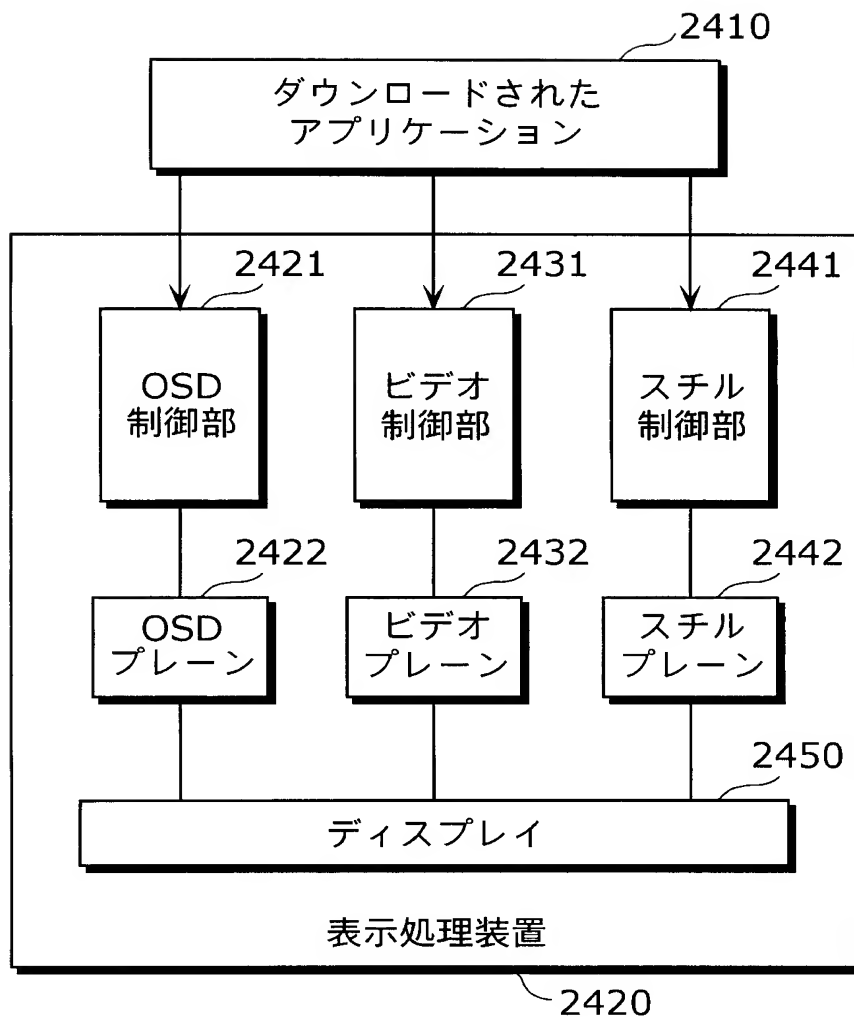 2410
ダウンロードされた
アプリケーション
2421
2431
2441
OSD
制御部
ビデオ
制御部
スチル
制御部
2422
2432
2442
OSD
プレーン
ビデオ
プレーン
スチル
プレーン
2450
ディスプレイ
表示処理装置
2420